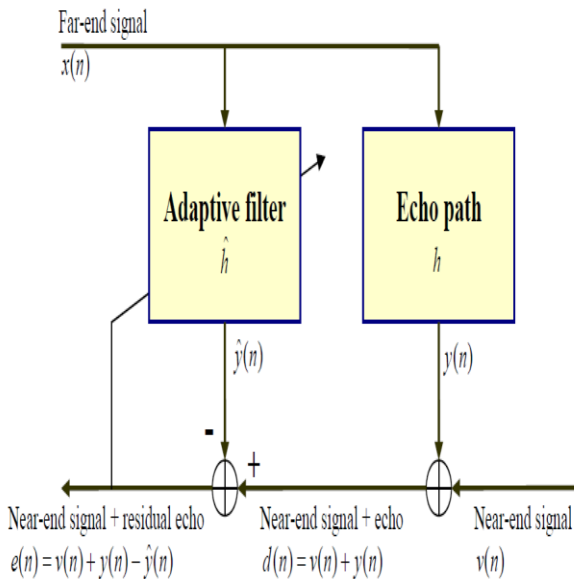 Far-end signal
x(n)
Adaptive filter
ĥ
Echo path
h
ŷ(n)
y(n)
-
+
Near-end signal + residual echo
e(n) = v(n) + y(n) − ŷ(n)
Near-end signal + echo
d(n) = v(n) + y(n)
Near-end signal
v(n)